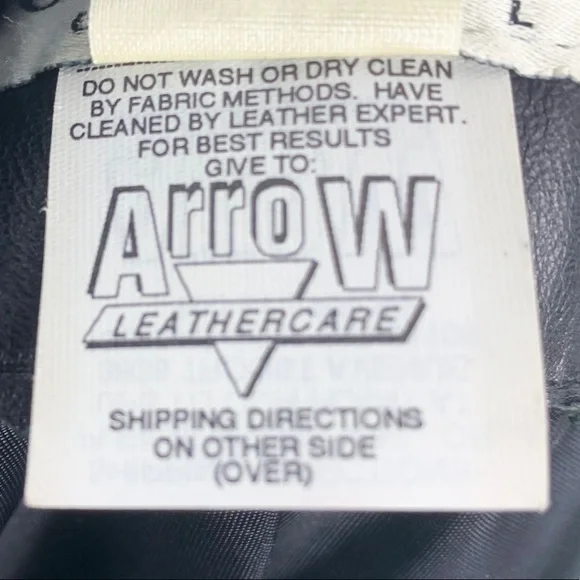 L
DO NOT WASH OR DRY CLEAN
BY FABRIC METHODS. HAVE
CLEANED BY LEATHER EXPERT.
FOR BEST RESULTS
GIVE TO:
ArroW
LEATHERCARE
SHIPPING DIRECTIONS
ON OTHER SIDE
(OVER)